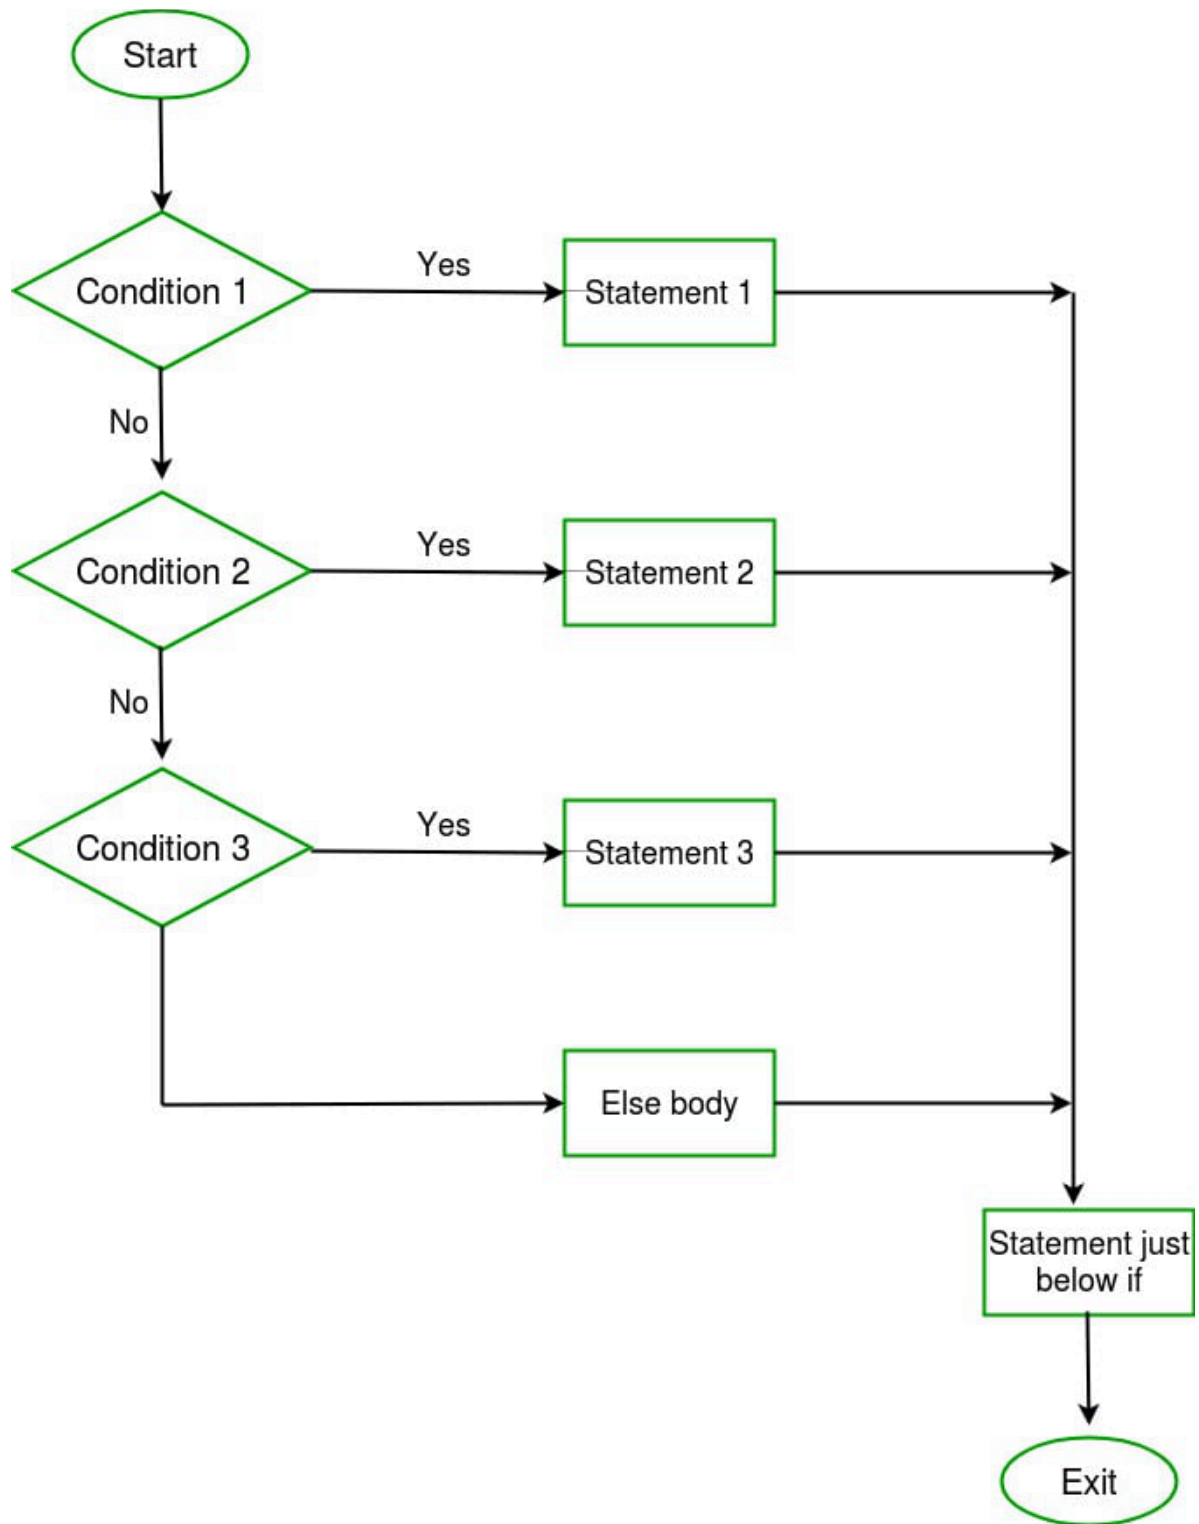 Start
Condition 1
Yes
Statement 1
No
Condition 2
Yes
Statement 2
No
Condition 3
Yes
Statement 3
Else body
Statement just
below if
Exit